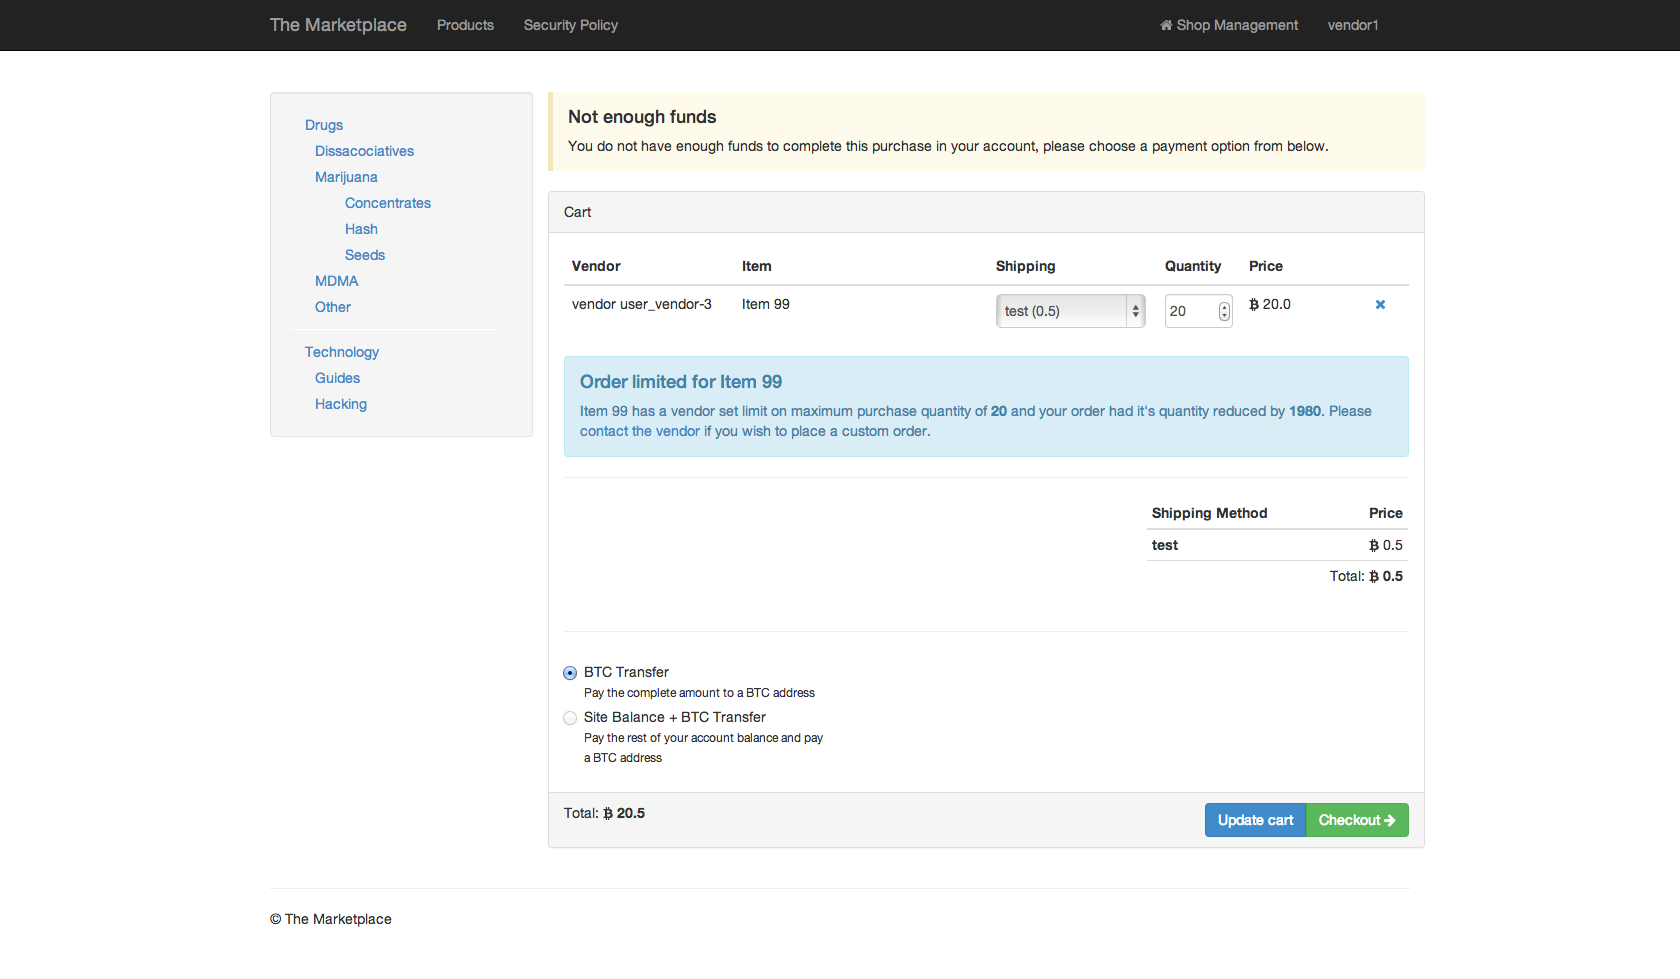 The Marketplace Products Security Policy Shop Management vendor1
Drugs
Dissacociatives
Marijuana
Concentrates
Hash
Seeds
MDMA
Other
Technology
Guides
Hacking
Not enough funds
You do not have enough funds to complete this purchase in your account, please choose a payment option from below.
Cart
Vendor Item Shipping Quantity Price
vendor user_vendor-3 Item 99 test (0.5) 20 ₿ 20.0
Order limited for Item 99
Item 99 has a vendor set limit on maximum purchase quantity of 20 and your order had it's quantity reduced by 1980. Please
contact the vendor if you wish to place a custom order.
Shipping Method Price
test ₿ 0.5
Total: ₿ 0.5
BTC Transfer
Pay the complete amount to a BTC address
Site Balance + BTC Transfer
Pay the rest of your account balance and pay
a BTC address
Total: ₿ 20.5 Update cart Checkout
© The Marketplace